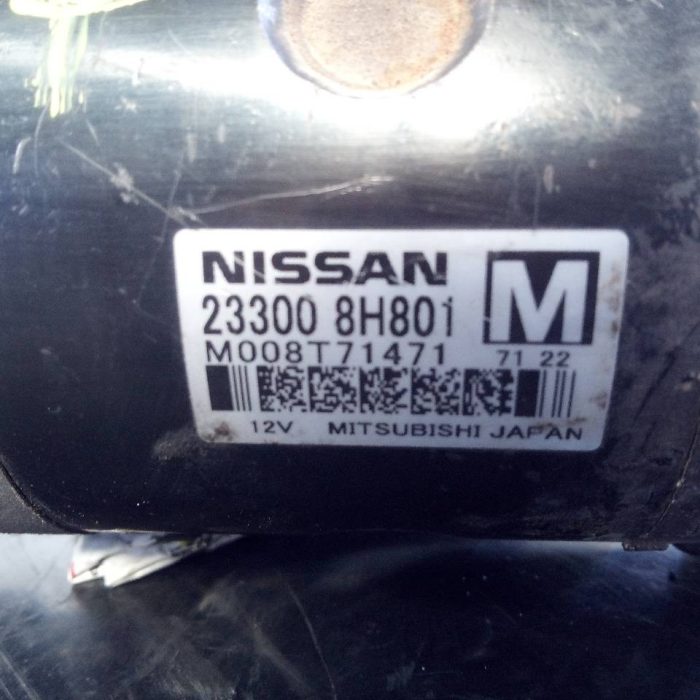 NISSAN
M
23300 8H801
M008T71471 71 22
12V MITSUBISHI JAPAN